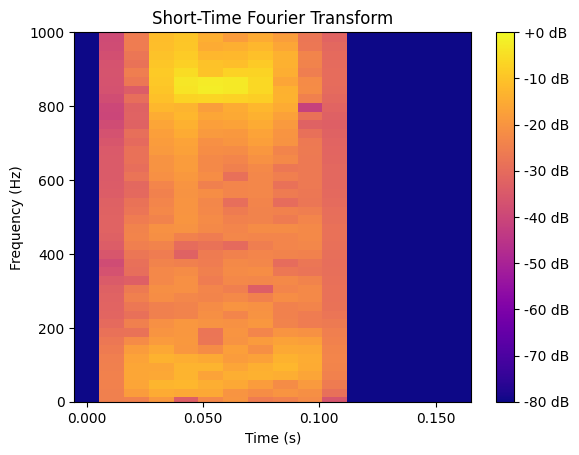 Short-Time Fourier Transform
Frequency (Hz)
1000
800
600
400
200
0
0.000
0.050
0.100
0.150
Time (s)
+0 dB
-10 dB
-20 dB
-30 dB
-40 dB
-50 dB
-60 dB
-70 dB
-80 dB